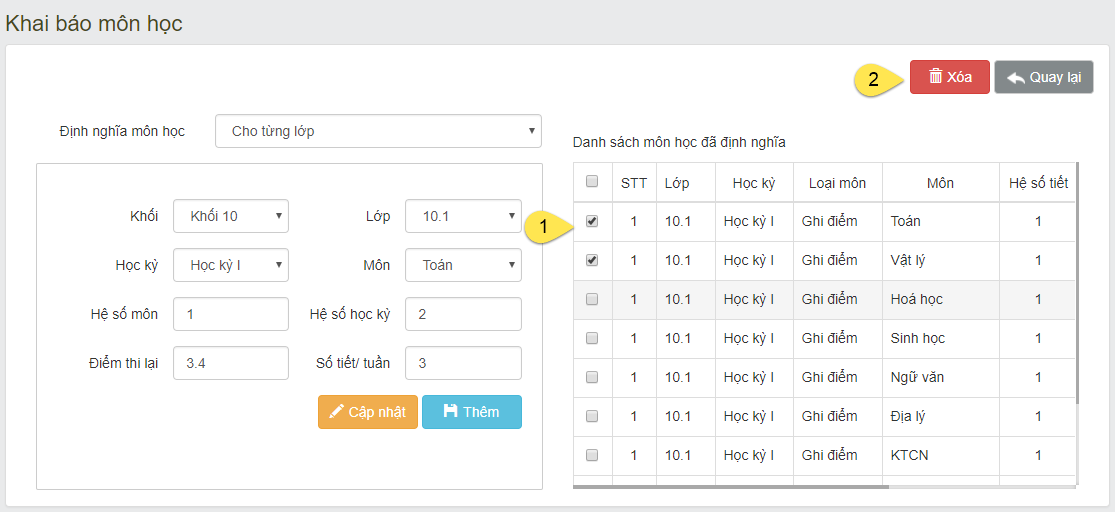 Khai báo môn học
2 Xóa Quay lại
Định nghĩa môn học Cho từng lớp
Danh sách môn học đã định nghĩa
Khối Khối 10 Lớp 10.1
Học kỳ Học kỳ I Môn Toán
Hệ số môn 1 Hệ số học kỳ 2
Điểm thi lại 3.4 Số tiết/ tuần 3
Cập nhật Thêm
1
STT Lớp Học kỳ Loại môn Môn Hệ số tiết
1 10.1 Học kỳ I Ghi điểm Toán 1
1 10.1 Học kỳ I Ghi điểm Vật lý 1
1 10.1 Học kỳ I Ghi điểm Hoá học 1
1 10.1 Học kỳ I Ghi điểm Sinh học 1
1 10.1 Học kỳ I Ghi điểm Ngữ văn 1
1 10.1 Học kỳ I Ghi điểm Địa lý 1
1 10.1 Học kỳ I Ghi điểm KTCN 1